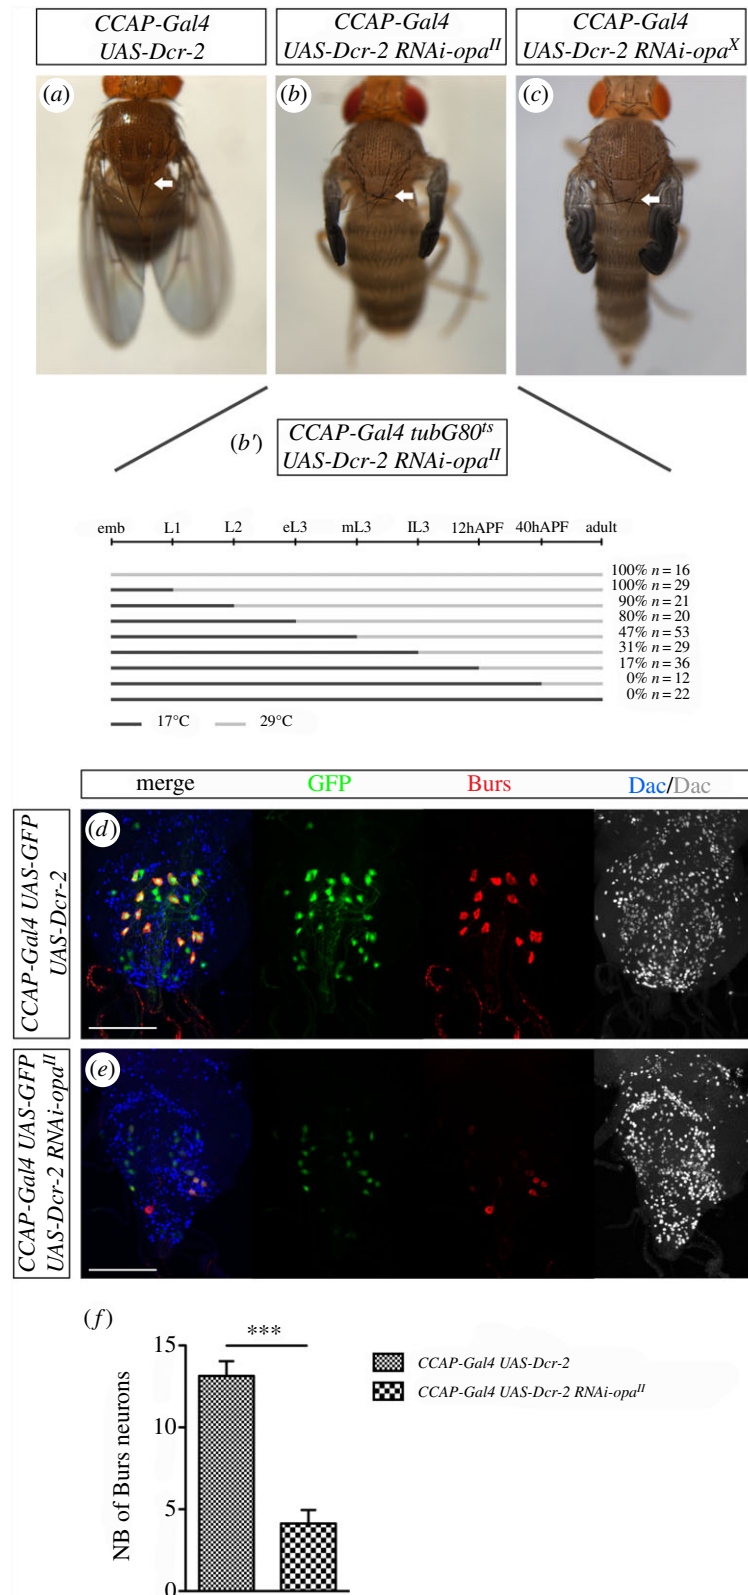 CCAP-Gal4
UAS-Dcr-2
CCAP-Gal4
UAS-Dcr-2 RNAi-opa^II
CCAP-Gal4
UAS-Dcr-2 RNAi-opa^X
(a)
(b)
(c)
(b')
CCAP-Gal4 tubG80^ts
UAS-Dcr-2 RNAi-opa^II
emb L1 L2 eL3 mL3 lL3 12hAPF 40hAPF adult
100% n = 16
100% n = 29
90% n = 21
80% n = 20
47% n = 53
31% n = 29
17% n = 36
0% n = 12
0% n = 22
17°C 29°C
merge GFP Burs Dac/Dac
CCAP-Gal4 UAS-GFP
UAS-Dcr-2
(d)
CCAP-Gal4 UAS-GFP
UAS-Dcr-2 RNAi-opa^II
(e)
(f)
***
15
10
5
0
NB of Burs neurons
CCAP-Gal4 UAS-Dcr-2
CCAP-Gal4 UAS-Dcr-2 RNAi-opa^II